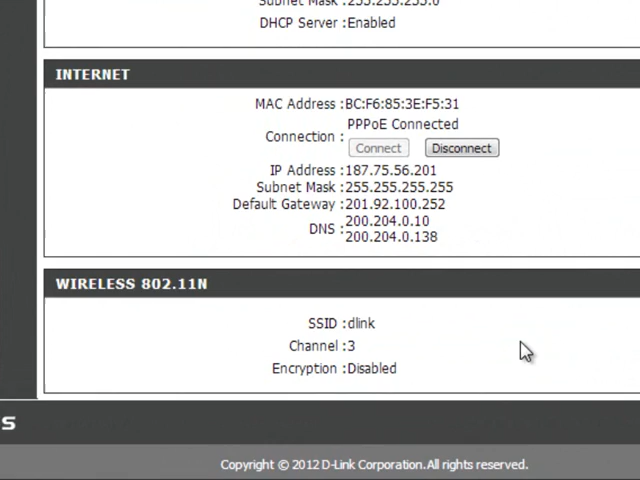 Subnet Mask :255.255.255.0
DHCP Server :Enabled
INTERNET
MAC Address :BC:F6:85:3E:F5:31
Connection :
PPPoE Connected
Connect Disconnect
IP Address :187.75.56.201
Subnet Mask :255.255.255.255
Default Gateway :201.92.100.252
DNS :
200.204.0.10
200.204.0.138
WIRELESS 802.11N
SSID :dlink
Channel :3
Encryption :Disabled
S
Copyright © 2012 D-Link Corporation.All rights reserved.